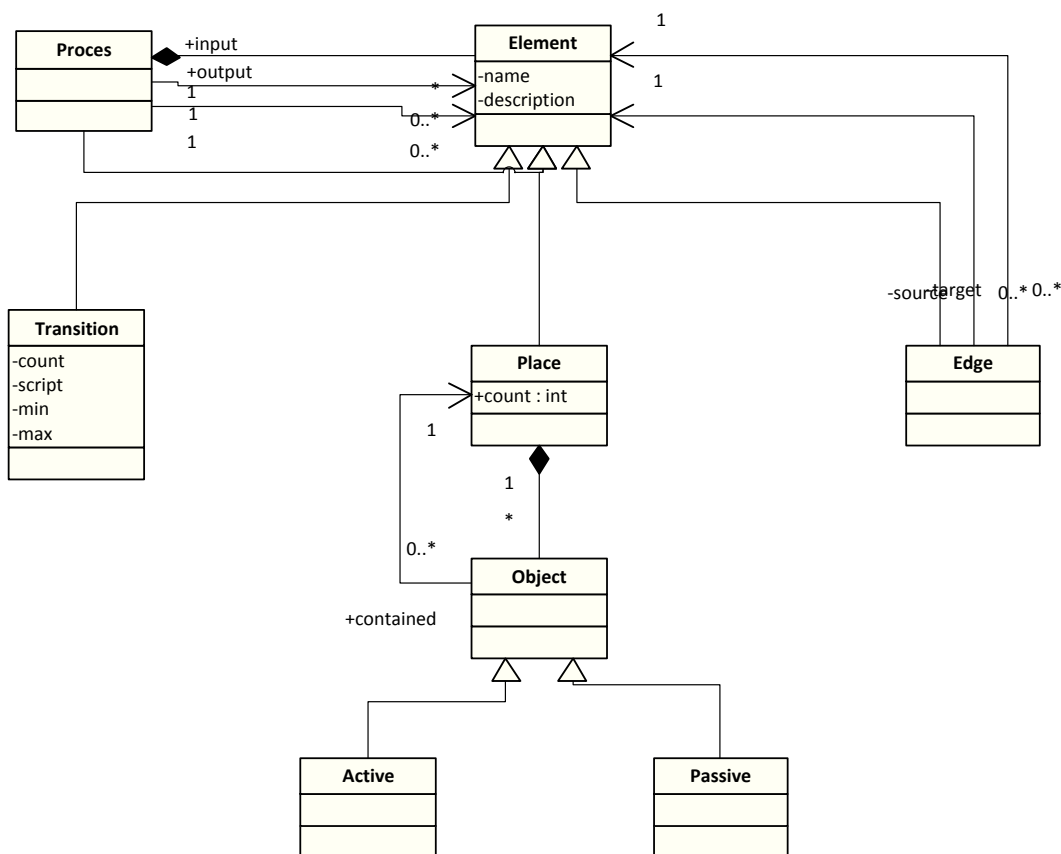 1
+input
Proces
Element
+output
-name
*
1
1
-description
1
0..*
1
0..*
-source
-target
0..*
0..*
Transition
Place
Edge
-count
-script
+count : int
-min
1
-max
1
*
0..*
Object
+contained
Active
Passive